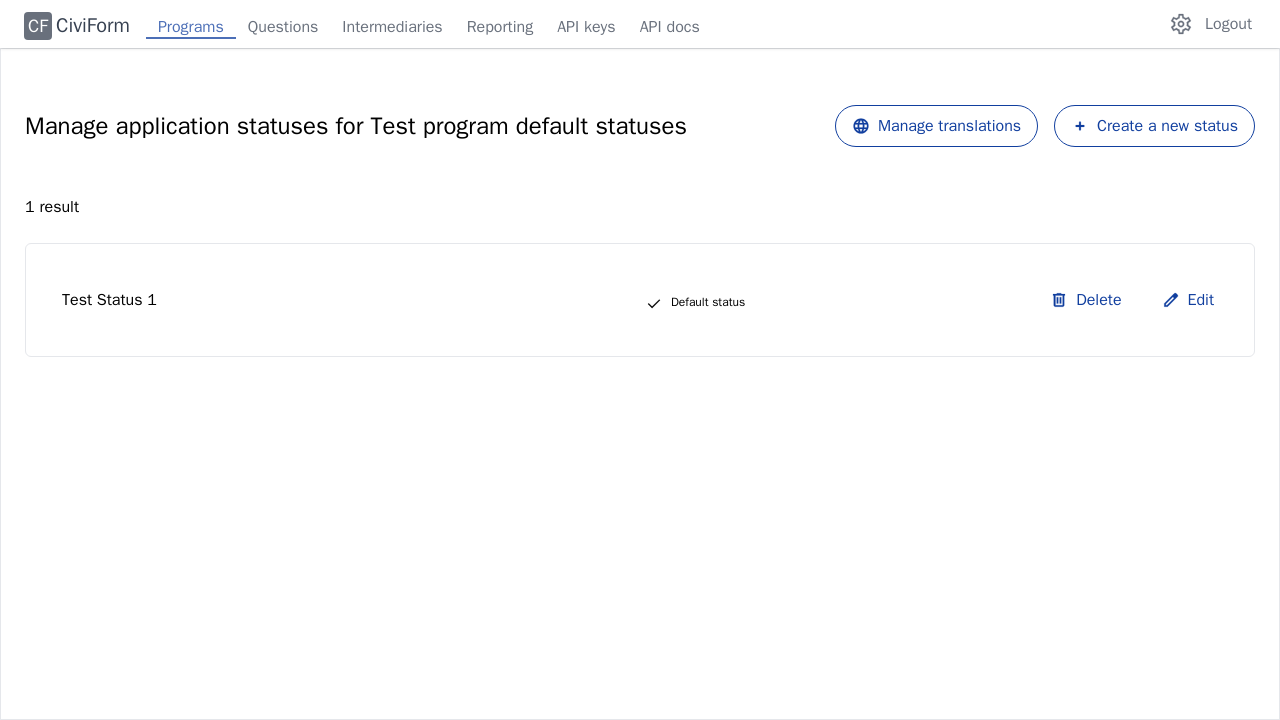 CF CiviForm Programs Questions Intermediaries Reporting API keys API docs Logout
Manage application statuses for Test program default statuses Manage translations Create a new status
1 result
Test Status 1 Default status Delete Edit